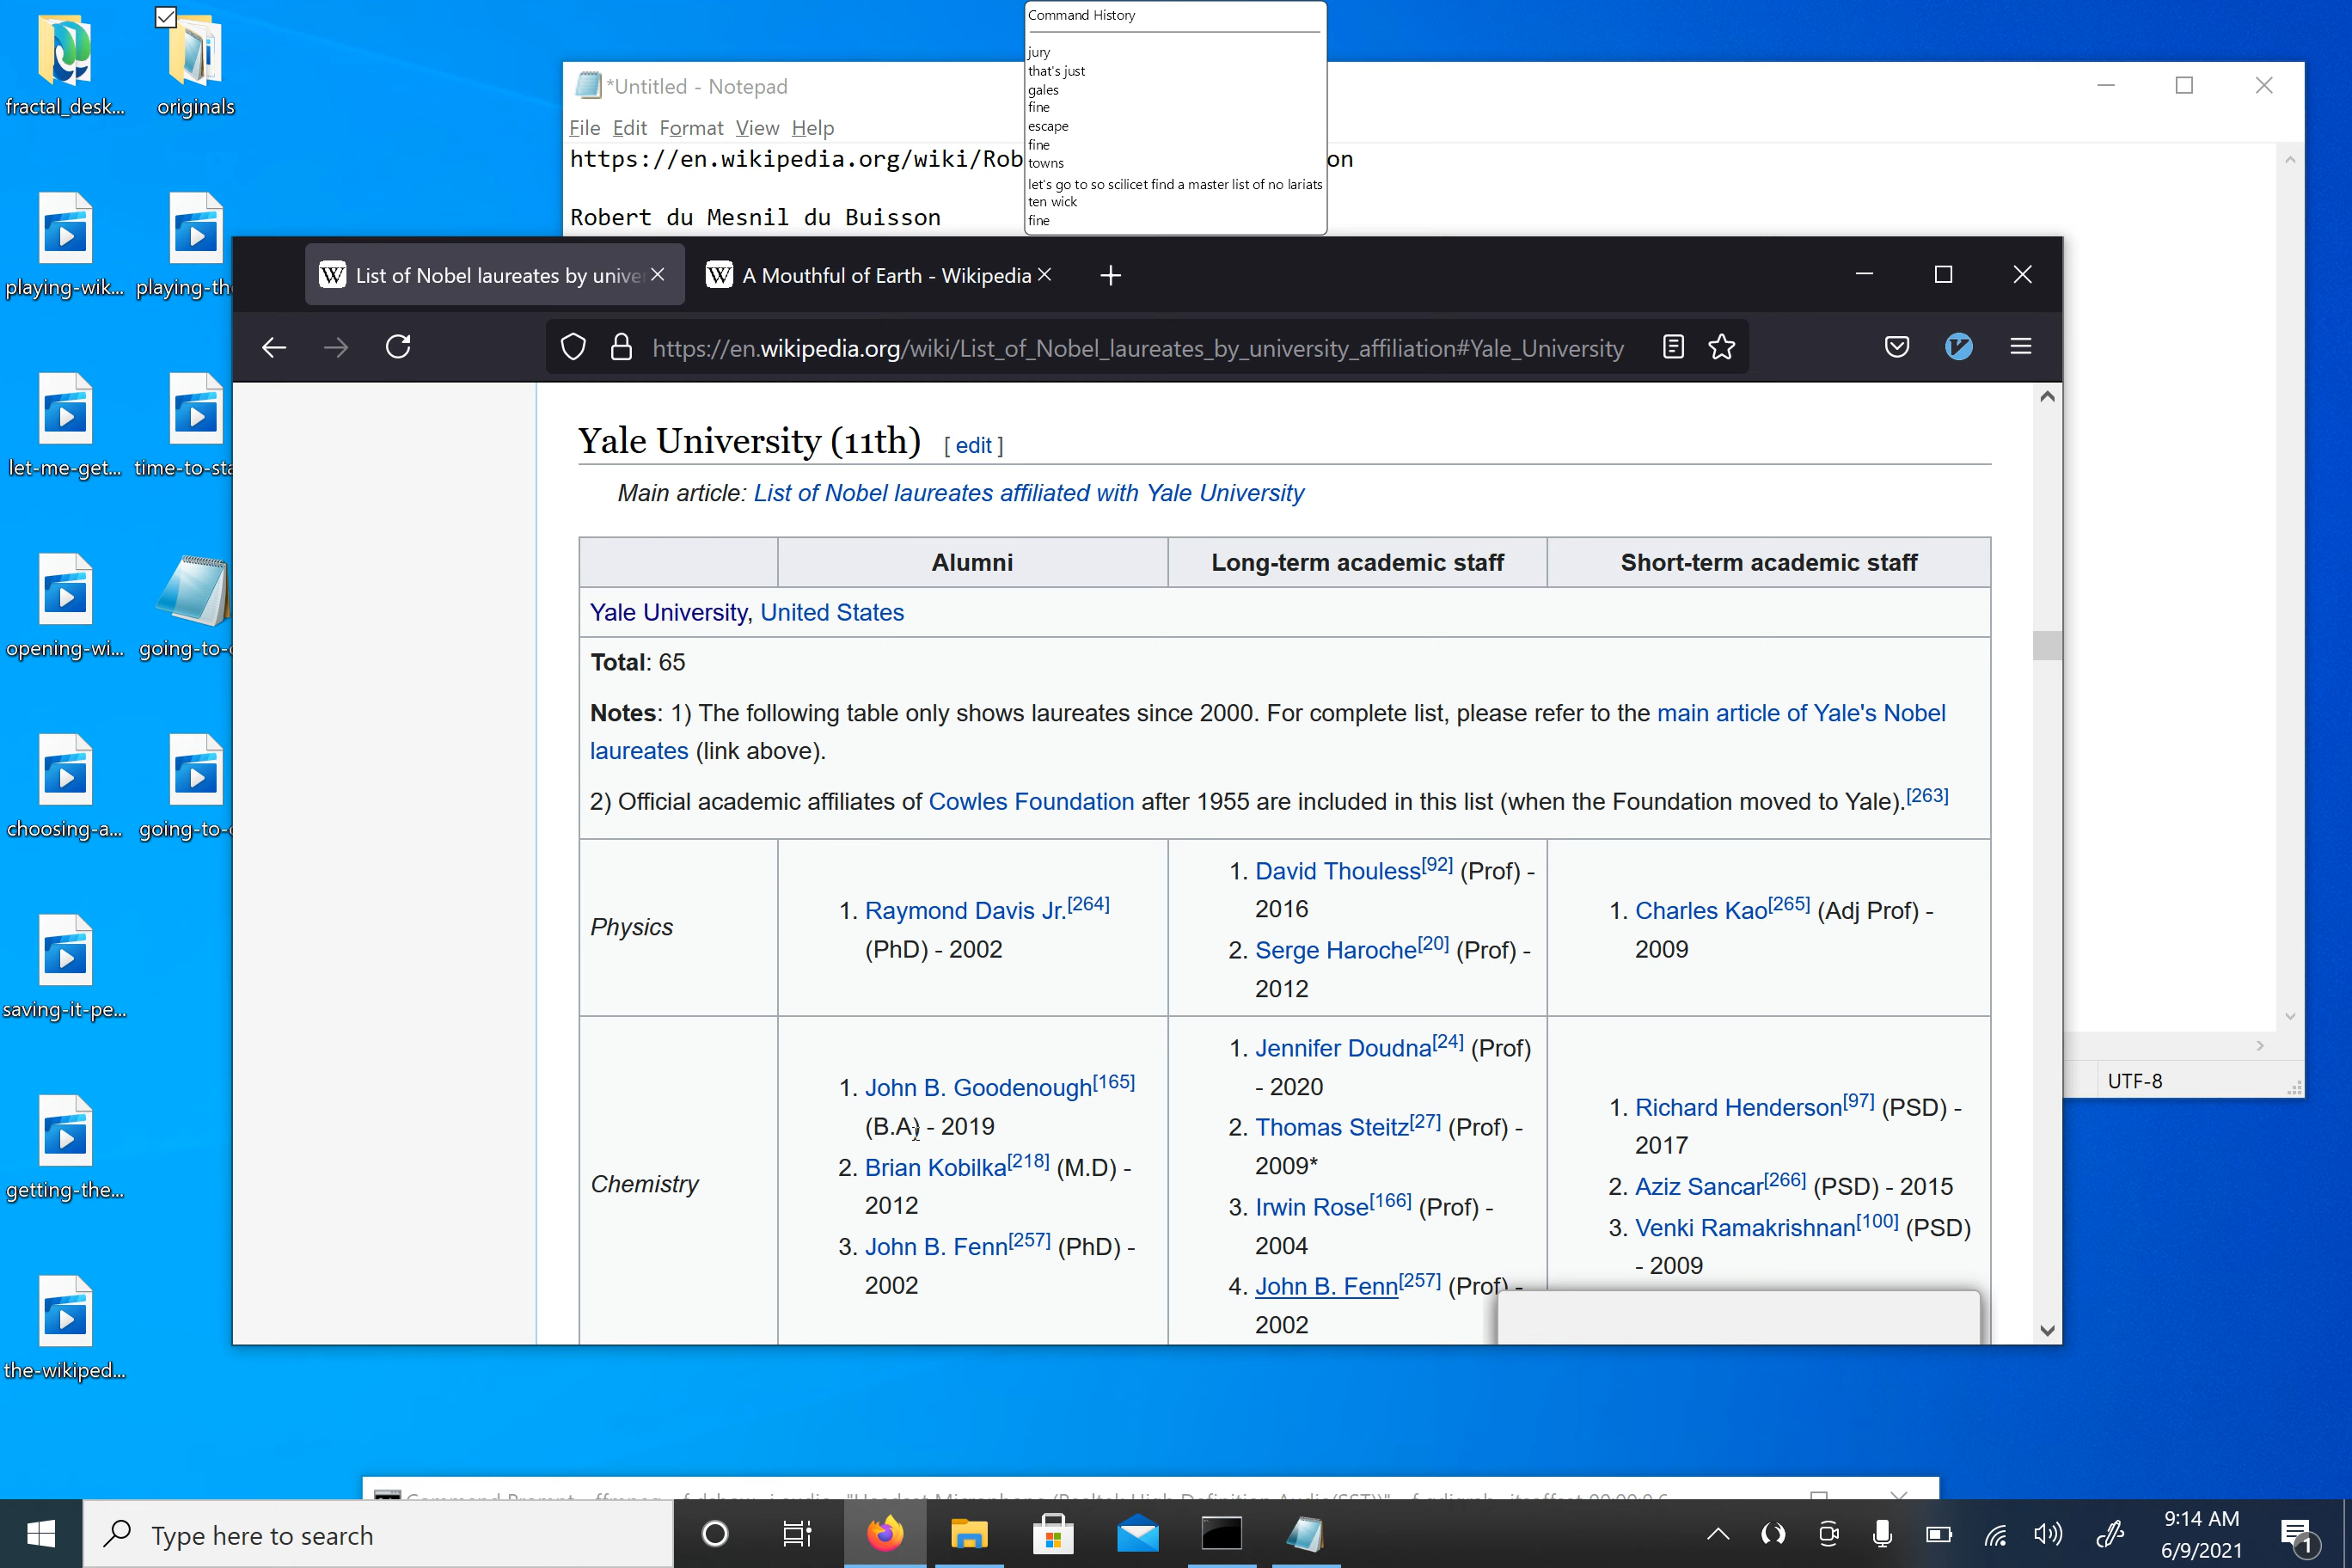 fractal_desk...
originals
playing-wik...
playing-th
let-me-get...
time-to-sta
opening-wi...
going-to-
choosing-a...
going-to-
saving-it-pe...
getting-the...
the-wikiped...
Command History
jury
that's just
gales
fine
escape
fine
towns
let's go to so scilicet find a master list of no lariats
ten wick
fine
*Untitled - Notepad
File Edit Format View Help
https://en.wikipedia.org/wiki/Rob on
Robert du Mesnil du Buisson
UTF-8
List of Nobel laureates by unive
A Mouthful of Earth - Wikipedia
https://en.wikipedia.org/wiki/List_of_Nobel_laureates_by_university_affiliation#Yale_University
Yale University (11th) [ edit ]
Main article: List of Nobel laureates affiliated with Yale University
Alumni Long-term academic staff Short-term academic staff
Yale University, United States
Total: 65
Notes: 1) The following table only shows laureates since 2000. For complete list, please refer to the main article of Yale's Nobel
laureates (link above).
2) Official academic affiliates of Cowles Foundation after 1955 are included in this list (when the Foundation moved to Yale).[263]
Physics
1. Raymond Davis Jr.[264]
(PhD) - 2002
1. David Thouless[92] (Prof) -
2016
2. Serge Haroche[20] (Prof) -
2012
1. Charles Kao[265] (Adj Prof) -
2009
Chemistry
1. John B. Goodenough[165]
(B.A) - 2019
2. Brian Kobilka[218] (M.D) -
2012
3. John B. Fenn[257] (PhD) -
2002
1. Jennifer Doudna[24] (Prof)
- 2020
2. Thomas Steitz[27] (Prof) -
2009*
3. Irwin Rose[166] (Prof) -
2004
4. John B. Fenn[257] (Prof) -
2002
1. Richard Henderson[97] (PSD) -
2017
2. Aziz Sancar[266] (PSD) - 2015
3. Venki Ramakrishnan[100] (PSD)
- 2009
Type here to search
9:14 AM
6/9/2021
1